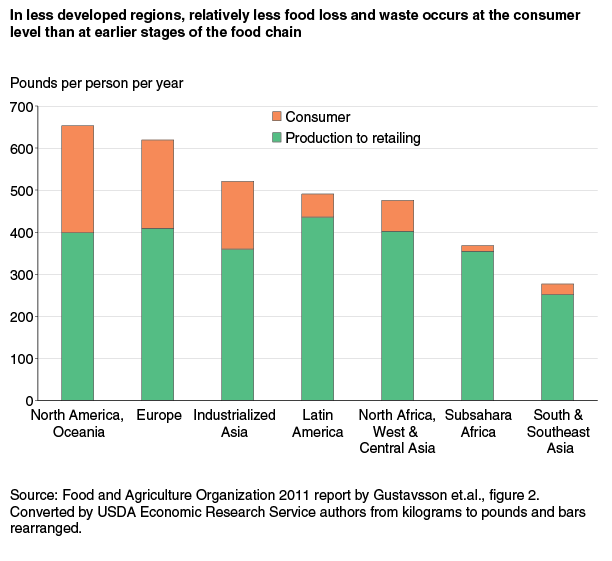 In less developed regions, relatively less food loss and waste occurs at the consumer
level than at earlier stages of the food chain
Pounds per person per year
700
600
500
400
300
200
100
0
Consumer
Production to retailing
North America,
Oceania
Europe
Industrialized
Asia
Latin
America
North Africa,
West &
Central Asia
Subsahara
Africa
South &
Southeast
Asia
Source: Food and Agriculture Organization 2011 report by Gustavsson et.al., figure 2.
Converted by USDA Economic Research Service authors from kilograms to pounds and bars
rearranged.